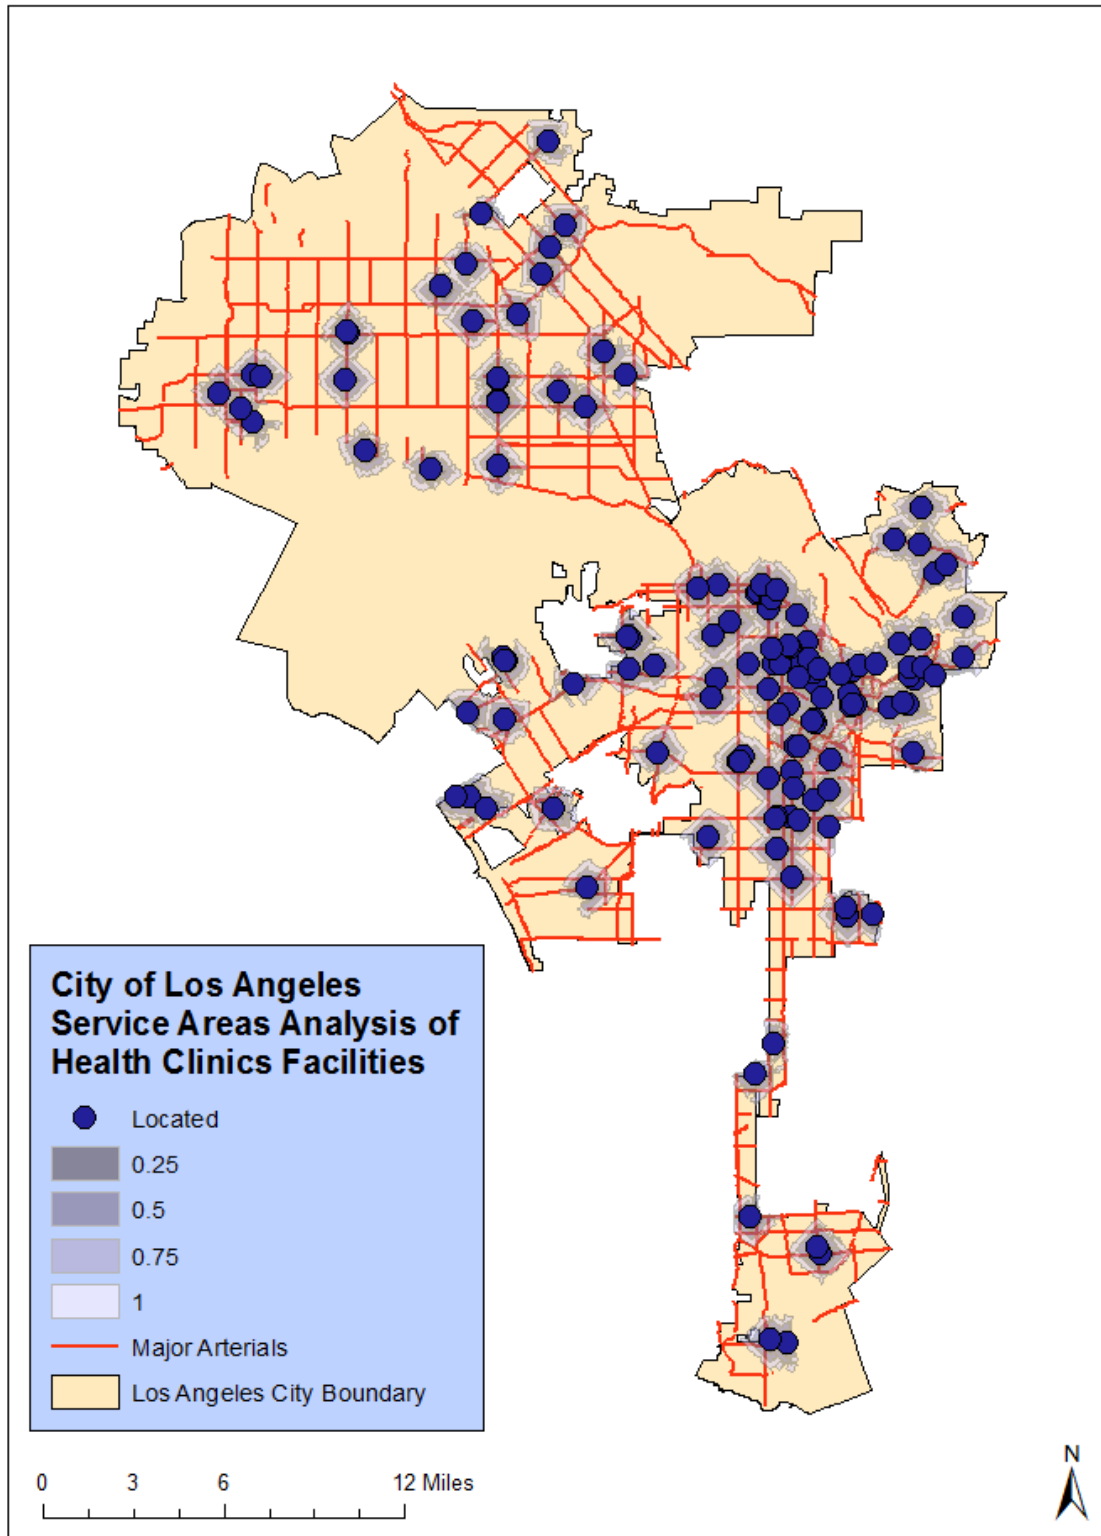 City of Los Angeles
Service Areas Analysis of
Health Clinics Facilities
Located
0.25
0.5
0.75
1
Major Arterials
Los Angeles City Boundary
0 3 6 12 Miles
N